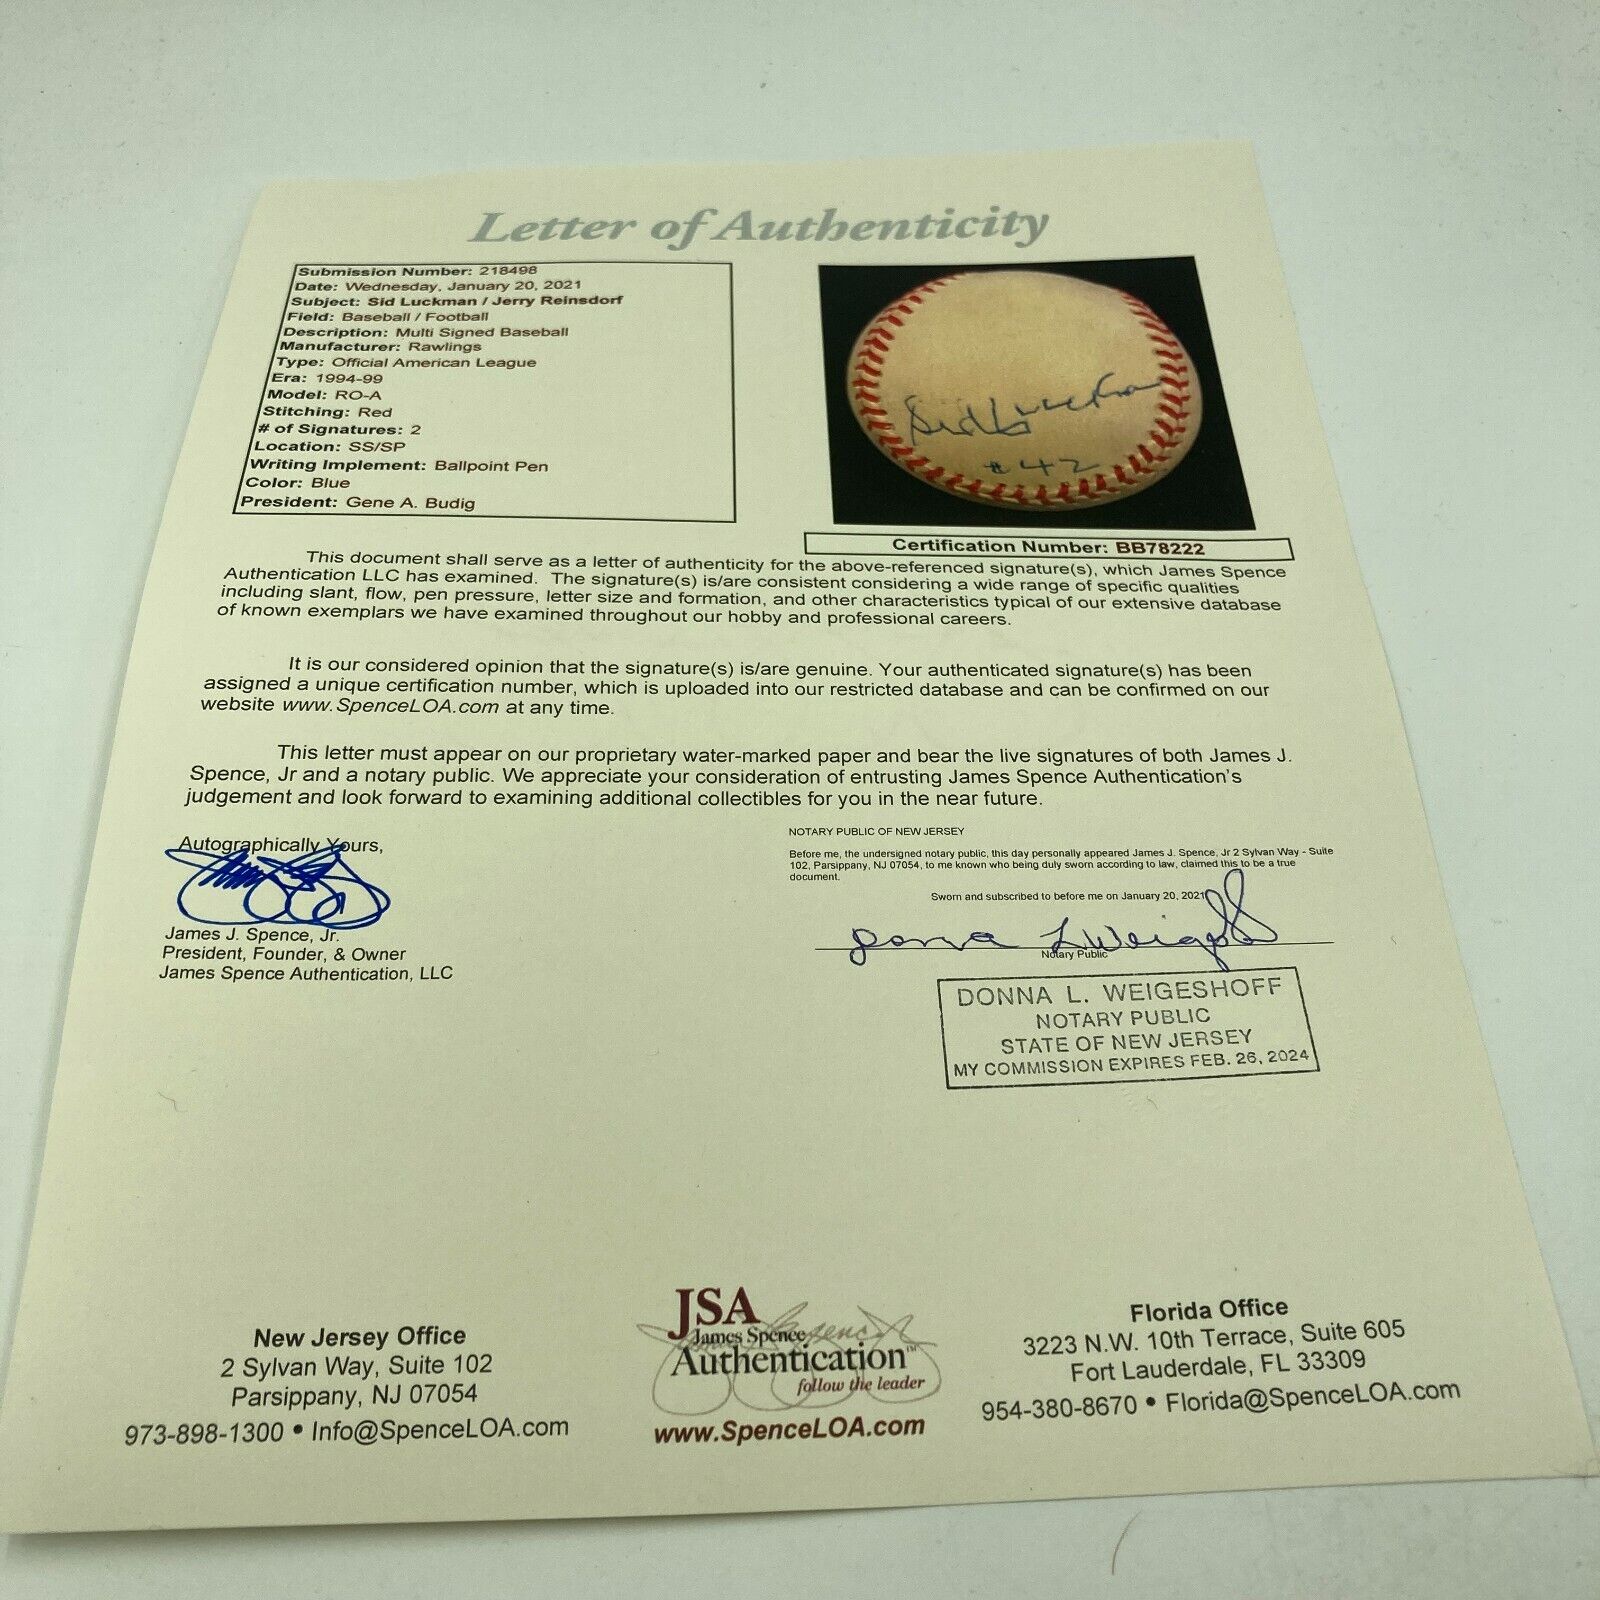 Letter of Authenticity
Submission Number: 218498
Date: Wednesday, January 20, 2021
Subject: Sid Luckman / Jerry Reinsdorf
Field: Baseball / Football
Description: Multi Signed Baseball
Manufacturer: Rawlings
Type: Official American League
Era: 1994-99
Model: RO-A
Stitching: Red
# of Signatures: 2
Location: SS/SP
Writing Implement: Ballpoint Pen
Color: Blue
President: Gene A. Budig
Sid Luckman
#42
Certification Number: BB78222
This document shall serve as a letter of authenticity for the above-referenced signature(s), which James Spence
Authentication LLC has examined. The signature(s) is/are consistent considering a wide range of specific qualities
including slant, flow, pen pressure, letter size and formation, and other characteristics typical of our extensive database
of known exemplars we have examined throughout our hobby and professional careers.
It is our considered opinion that the signature(s) is/are genuine. Your authenticated signature(s) has been
assigned a unique certification number, which is uploaded into our restricted database and can be confirmed on our
website www.SpenceLOA.com at any time.
This letter must appear on our proprietary water-marked paper and bear the live signatures of both James J.
Spence, Jr and a notary public. We appreciate your consideration of entrusting James Spence Authentication's
judgement and look forward to examining additional collectibles for you in the near future.
Autographically Yours,
James J. Spence, Jr.
President, Founder, & Owner
James Spence Authentication, LLC
NOTARY PUBLIC OF NEW JERSEY
Before me, the undersigned notary public, this day personally appeared James J. Spence, Jr 2 Sylvan Way - Suite
102, Parsippany, NJ 07054, to me known who being duly sworn according to law, claimed this to be a true
document.
Sworn and subscribed to before me on January 20, 2021
Donna L Weigeshoff
Notary Public
DONNA L. WEIGESHOFF
NOTARY PUBLIC
STATE OF NEW JERSEY
MY COMMISSION EXPIRES FEB. 26, 2024
New Jersey Office
2 Sylvan Way, Suite 102
Parsippany, NJ 07054
973-898-1300 • Info@SpenceLOA.com
JSA
James Spence
Authentication™
follow the leader
www.SpenceLOA.com
Florida Office
3223 N.W. 10th Terrace, Suite 605
Fort Lauderdale, FL 33309
954-380-8670 • Florida@SpenceLOA.com